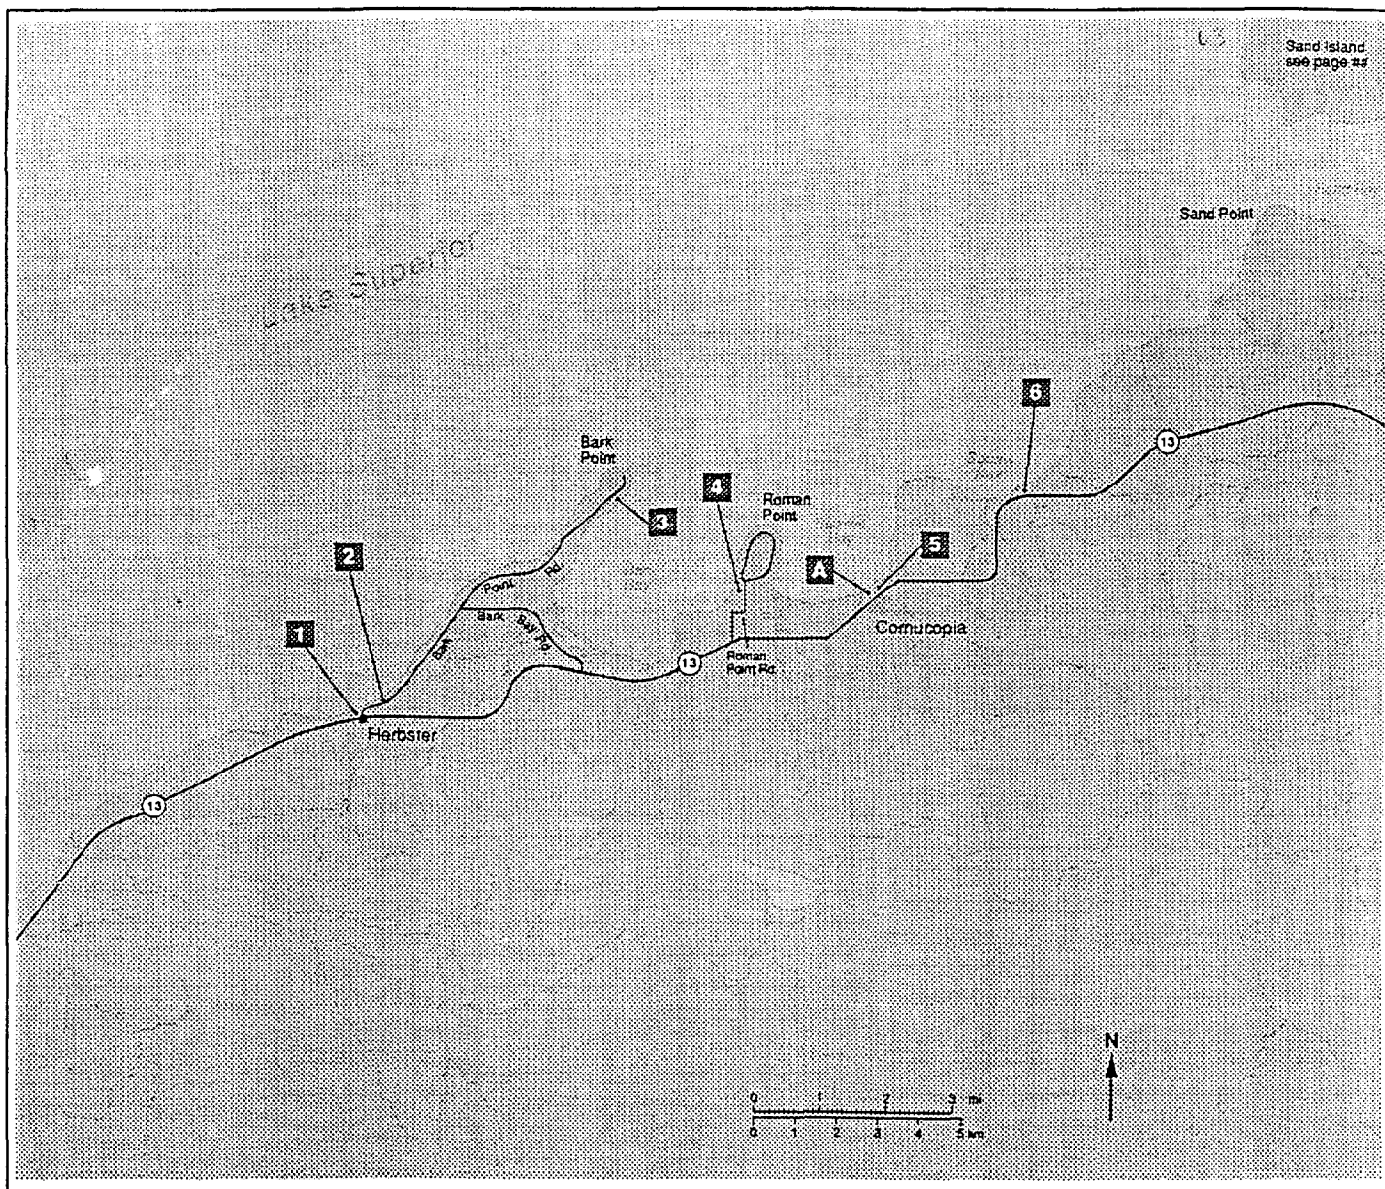 Sand Island
see page ##
Sand Point
Lake Superior
6
13
Bark
Point
4
Roman
Point
3
2
5
A
Point Rd
Bark
Bay Rd
Bark
1
Cornucopia
13
Roman
Point Rd
Herbster
13
N
0 1 2 3 mi
0 1 2 3 4 5 km